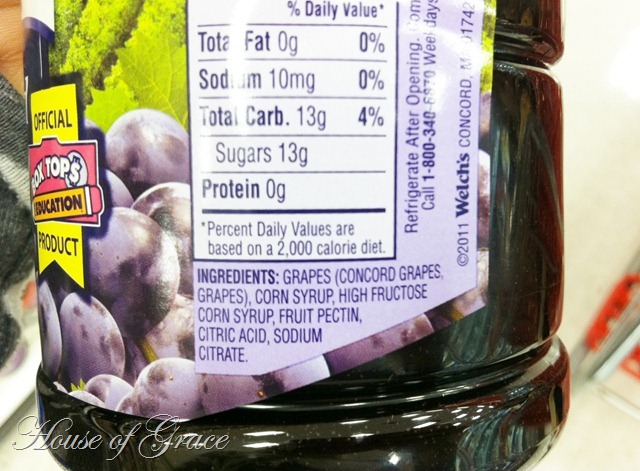 % Daily Value*
Total Fat 0g 0%
Sodium 10mg 0%
Total Carb. 13g 4%
Sugars 13g
Protein 0g
*Percent Daily Values are
based on a 2,000 calorie diet.
INGREDIENTS: GRAPES (CONCORD GRAPES,
GRAPES), CORN SYRUP, HIGH FRUCTOSE
CORN SYRUP, FRUIT PECTIN,
CITRIC ACID, SODIUM
CITRATE.
Refrigerate After Opening.
Call 1-800-340- Weekdays
©2011 Welch's CONCORD,
OFFICIAL
BOX TOPS
EDUCATION
PRODUCT
House of Grace